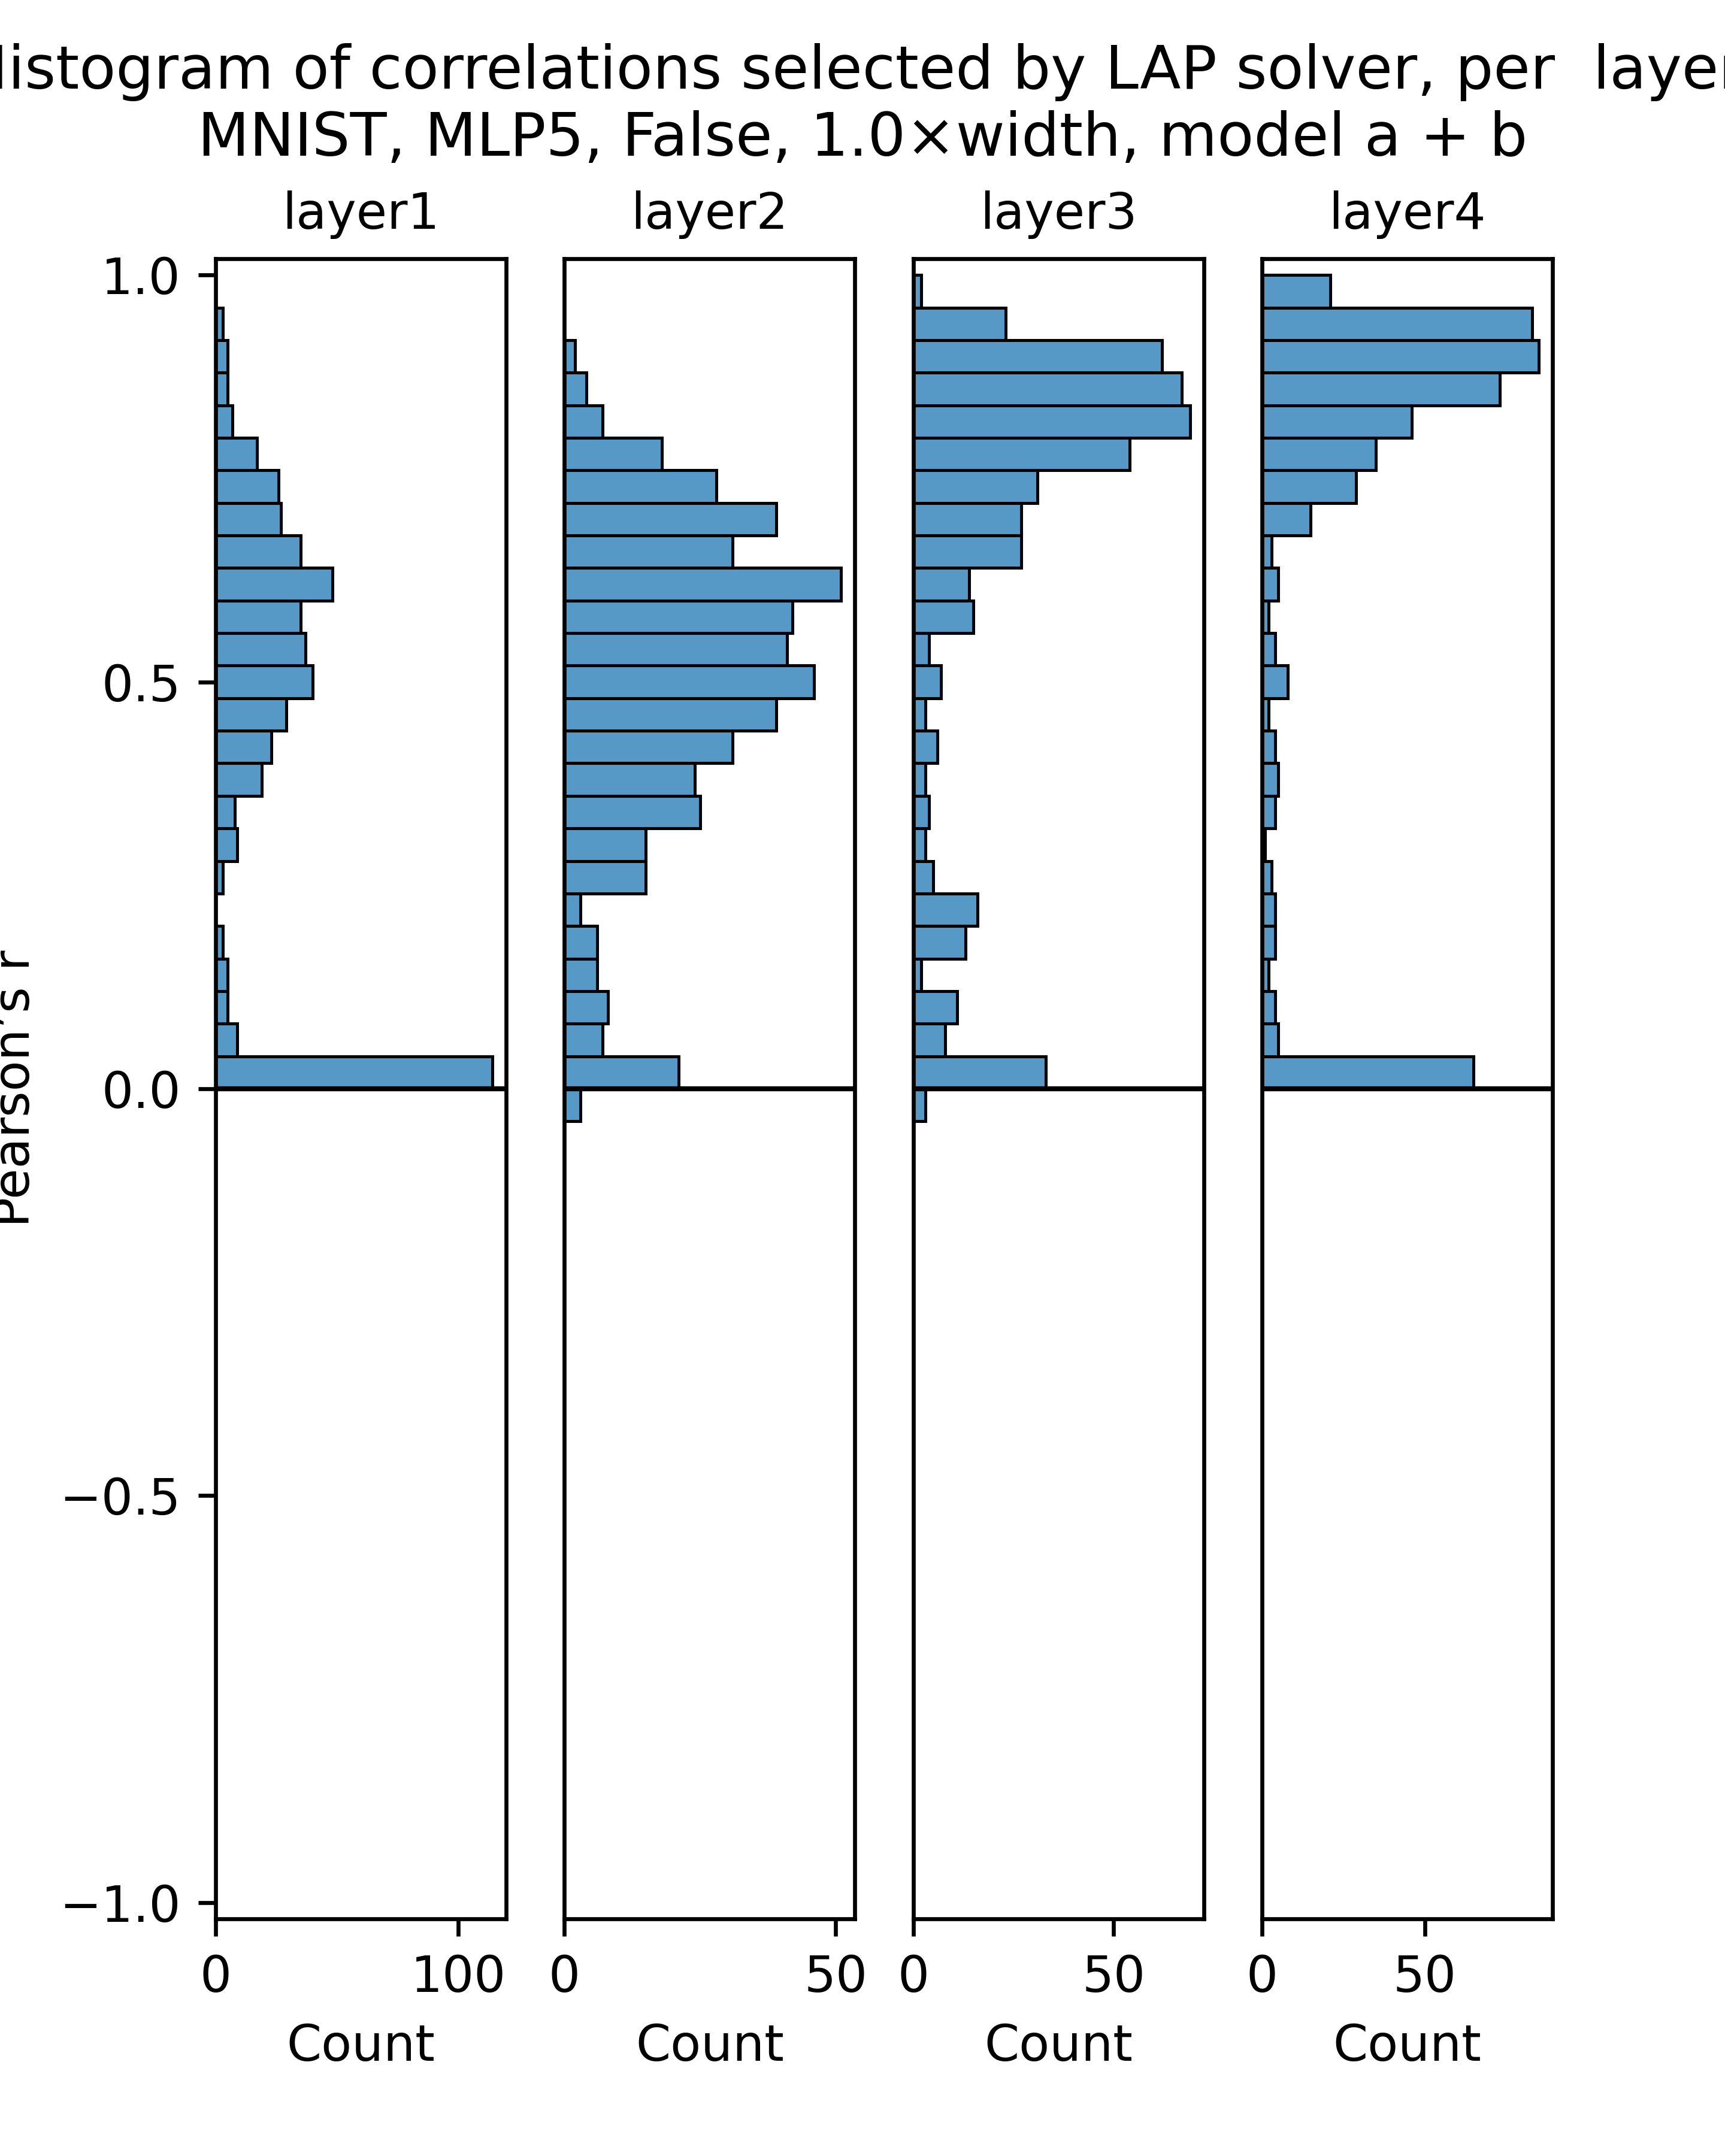 istogram of correlations selected by LAP solver, per layer
MNIST, MLP5, False, 1.0×width, model a + b
layer1 layer2 layer3 layer4
1.0
0.5
0.0
−0.5
−1.0
Pearson's r
0 100 0 50 0 50 0 50
Count Count Count Count